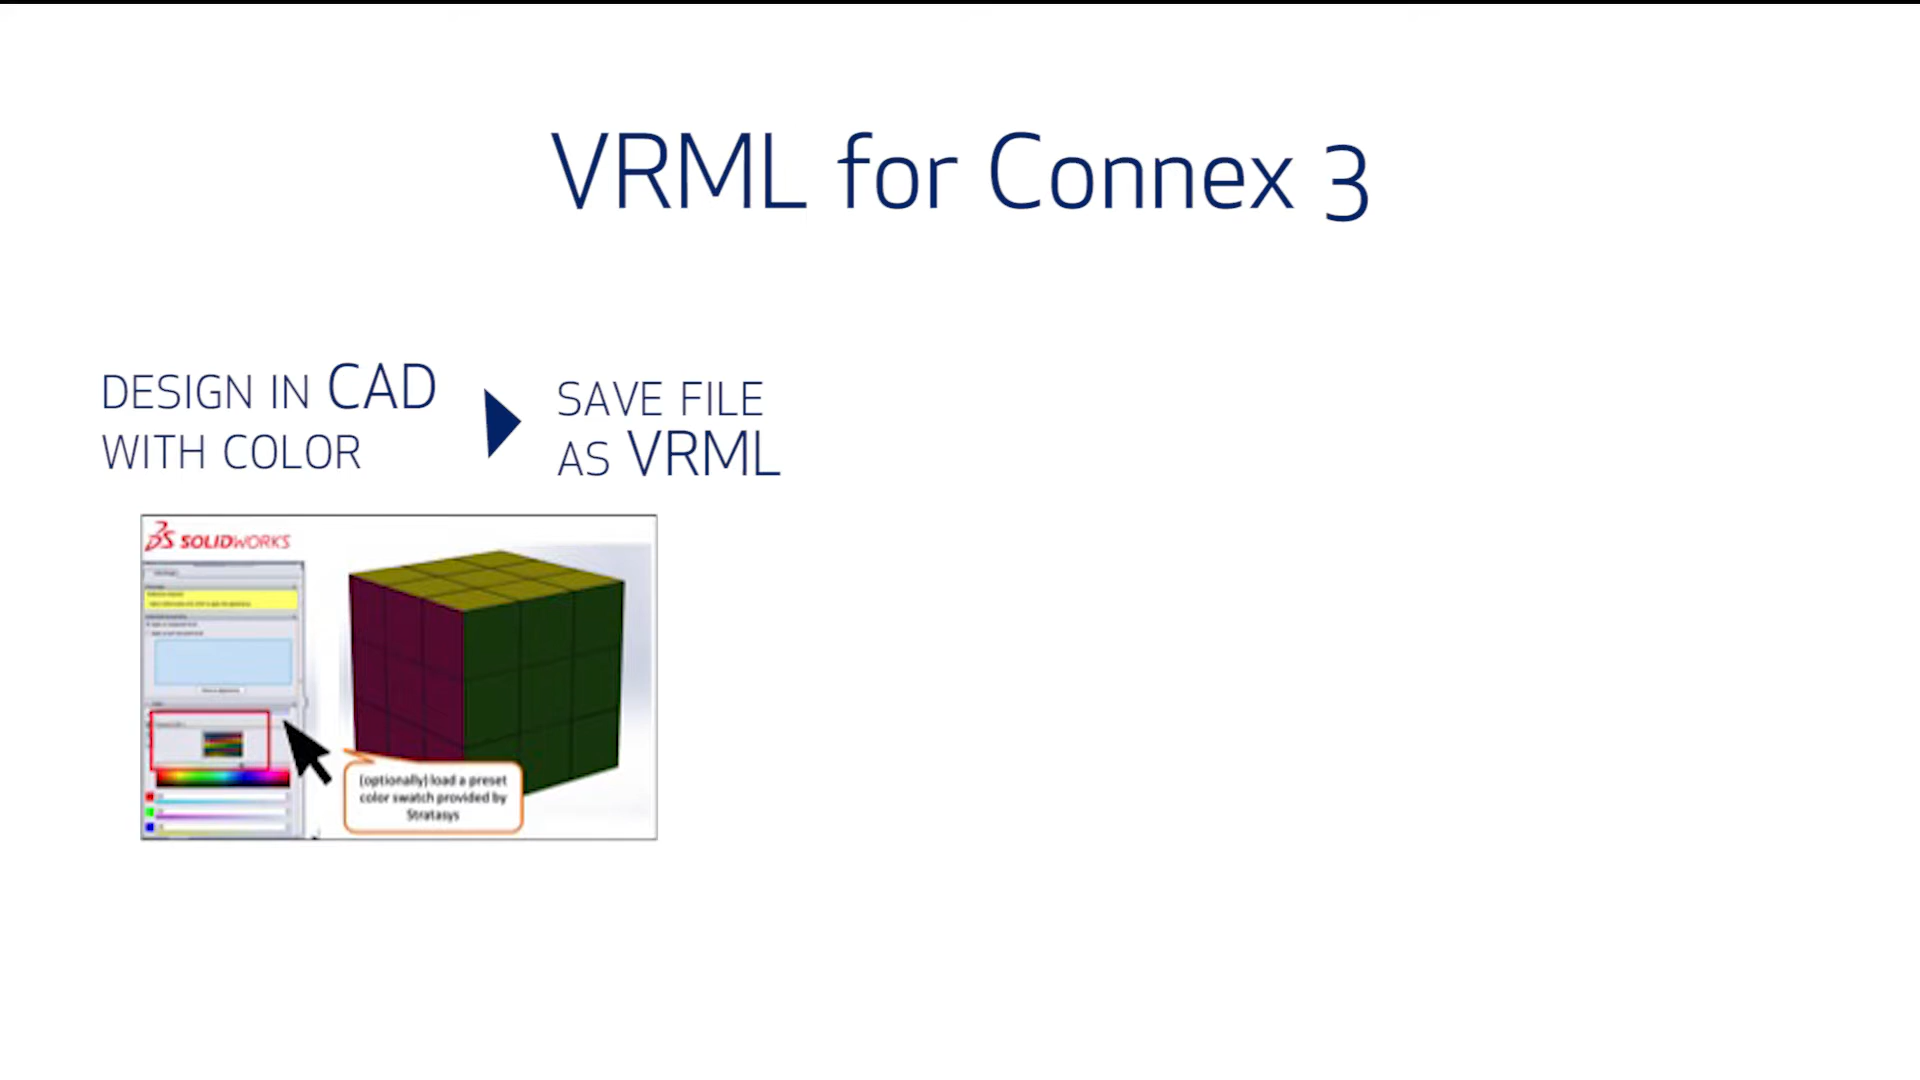 VRML for Connex 3
DESIGN IN CAD
WITH COLOR
SAVE FILE
AS VRML
SOLIDWORKS
(optionally) load a preset
color swatch provided by
Stratasys